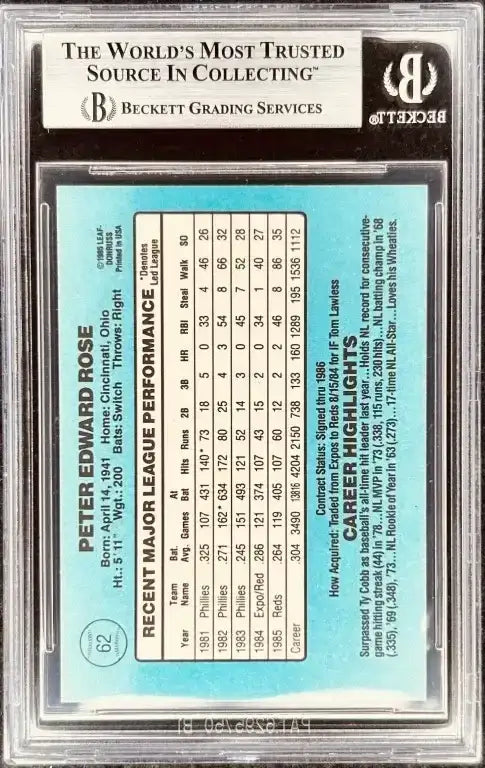 THE WORLD'S MOST TRUSTED
SOURCE IN COLLECTING™
B BECKETT GRADING SERVICES
B
BECKETT®
62
©1985 LEAF-
DONRUSS
Printed in USA
PETER EDWARD ROSE
Born: April 14, 1941 Home: Cincinnati, Ohio
Ht.: 5'11" Wgt.: 200 Bats: Switch Throws: Right
RECENT MAJOR LEAGUE PERFORMANCE
*Denotes
Led League
Year Team Name Bat. Avg. Games At Bat Hits Runs 2B 3B HR RBI Steal Walk SO
1981 Phillies .325 107 431 140* 73 18 5 0 33 4 46 26
1982 Phillies .271 162* 634 172 80 25 4 3 54 8 66 32
1983 Phillies .245 151 493 121 52 14 3 0 45 7 52 28
1984 Expo/Red .286 121 374 107 43 15 2 0 34 1 40 27
1985 Reds .264 119 405 107 60 12 2 2 46 8 86 35
Career .304 3490 13816 4204 2150 738 133 160 1289 195 1536 1112
Contract Status: Signed thru 1986
How Acquired: Traded from Expos to Reds 8/15/84 for IF Tom Lawless
CAREER HIGHLIGHTS
Surpassed Ty Cobb as baseball's all-time hit leader last year...Holds NL record for consecutive-
game hitting streak (44) in '78...NL MVP in '73 (.338, 115 runs, 230 hits)...NL batting champ in '68
(.335), '69 (.348), '73...NL Rookie of Year in '63 (.273)...17-time NL All-Star...Loves his Wheaties.